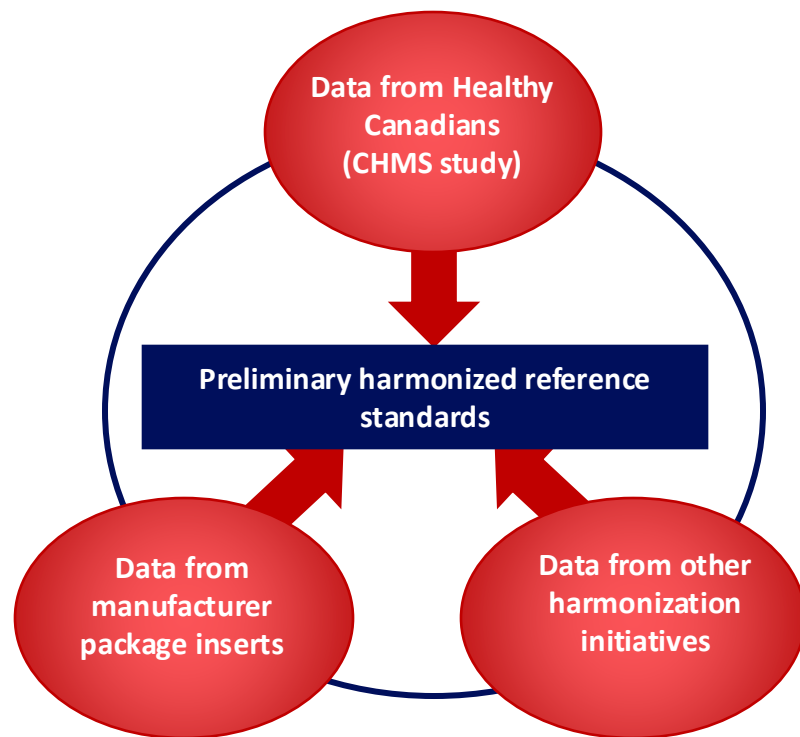 Data from Healthy
Canadians
(CHMS study)
Preliminary harmonized reference
standards
Data from
manufacturer
package inserts
Data from other
harmonization
initiatives